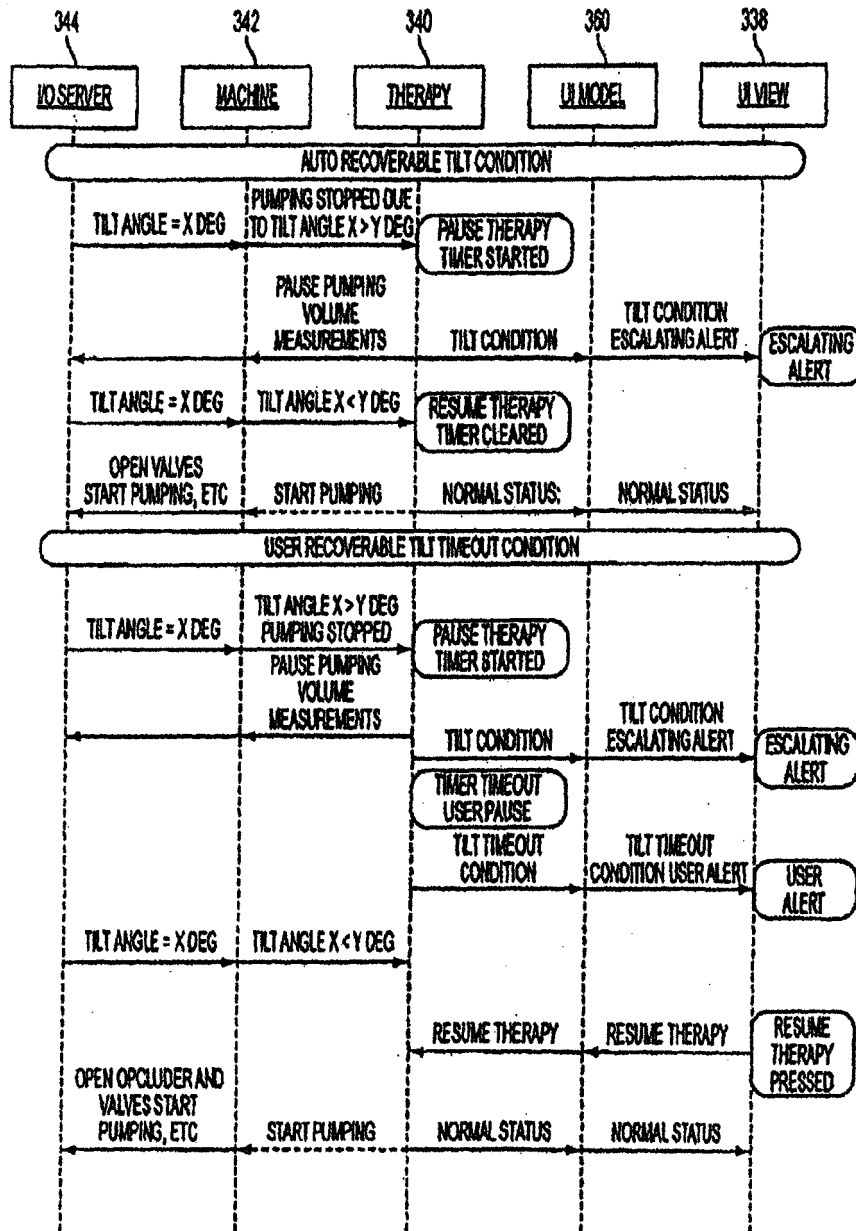 344 342 340 360 338
I/O SERVER MACHINE THERAPY UI MODEL UI VIEW
AUTO RECOVERABLE TILT CONDITION
PUMPING STOPPED DUE
TILT ANGLE = X DEG TO TILT ANGLE X > Y DEG
PAUSE THERAPY
TIMER STARTED
PAUSE PUMPING
VOLUME
MEASUREMENTS
TILT CONDITION
TILT CONDITION
ESCALATING ALERT
ESCALATING
ALERT
TILT ANGLE = X DEG TILT ANGLE X < Y DEG
RESUME THERAPY
TIMER CLEARED
OPEN VALVES
START PUMPING, ETC
START PUMPING
NORMAL STATUS:
NORMAL STATUS
USER RECOVERABLE TILT TIMEOUT CONDITION
TILT ANGLE = X DEG
TILT ANGLE X > Y DEG
PUMPING STOPPED
PAUSE THERAPY
TIMER STARTED
PAUSE PUMPING
VOLUME
MEASUREMENTS
TILT CONDITION
TILT CONDITION
ESCALATING ALERT
ESCALATING
ALERT
TIMER TIMEOUT
USER PAUSE
TILT TIMEOUT
CONDITION
TILT TIMEOUT
CONDITION USER ALERT
USER
ALERT
TILT ANGLE = X DEG TILT ANGLE X < Y DEG
RESUME THERAPY RESUME THERAPY
RESUME
THERAPY
PRESSED
OPEN OPCLUDER AND
VALVES START
PUMPING, ETC
START PUMPING
NORMAL STATUS
NORMAL STATUS